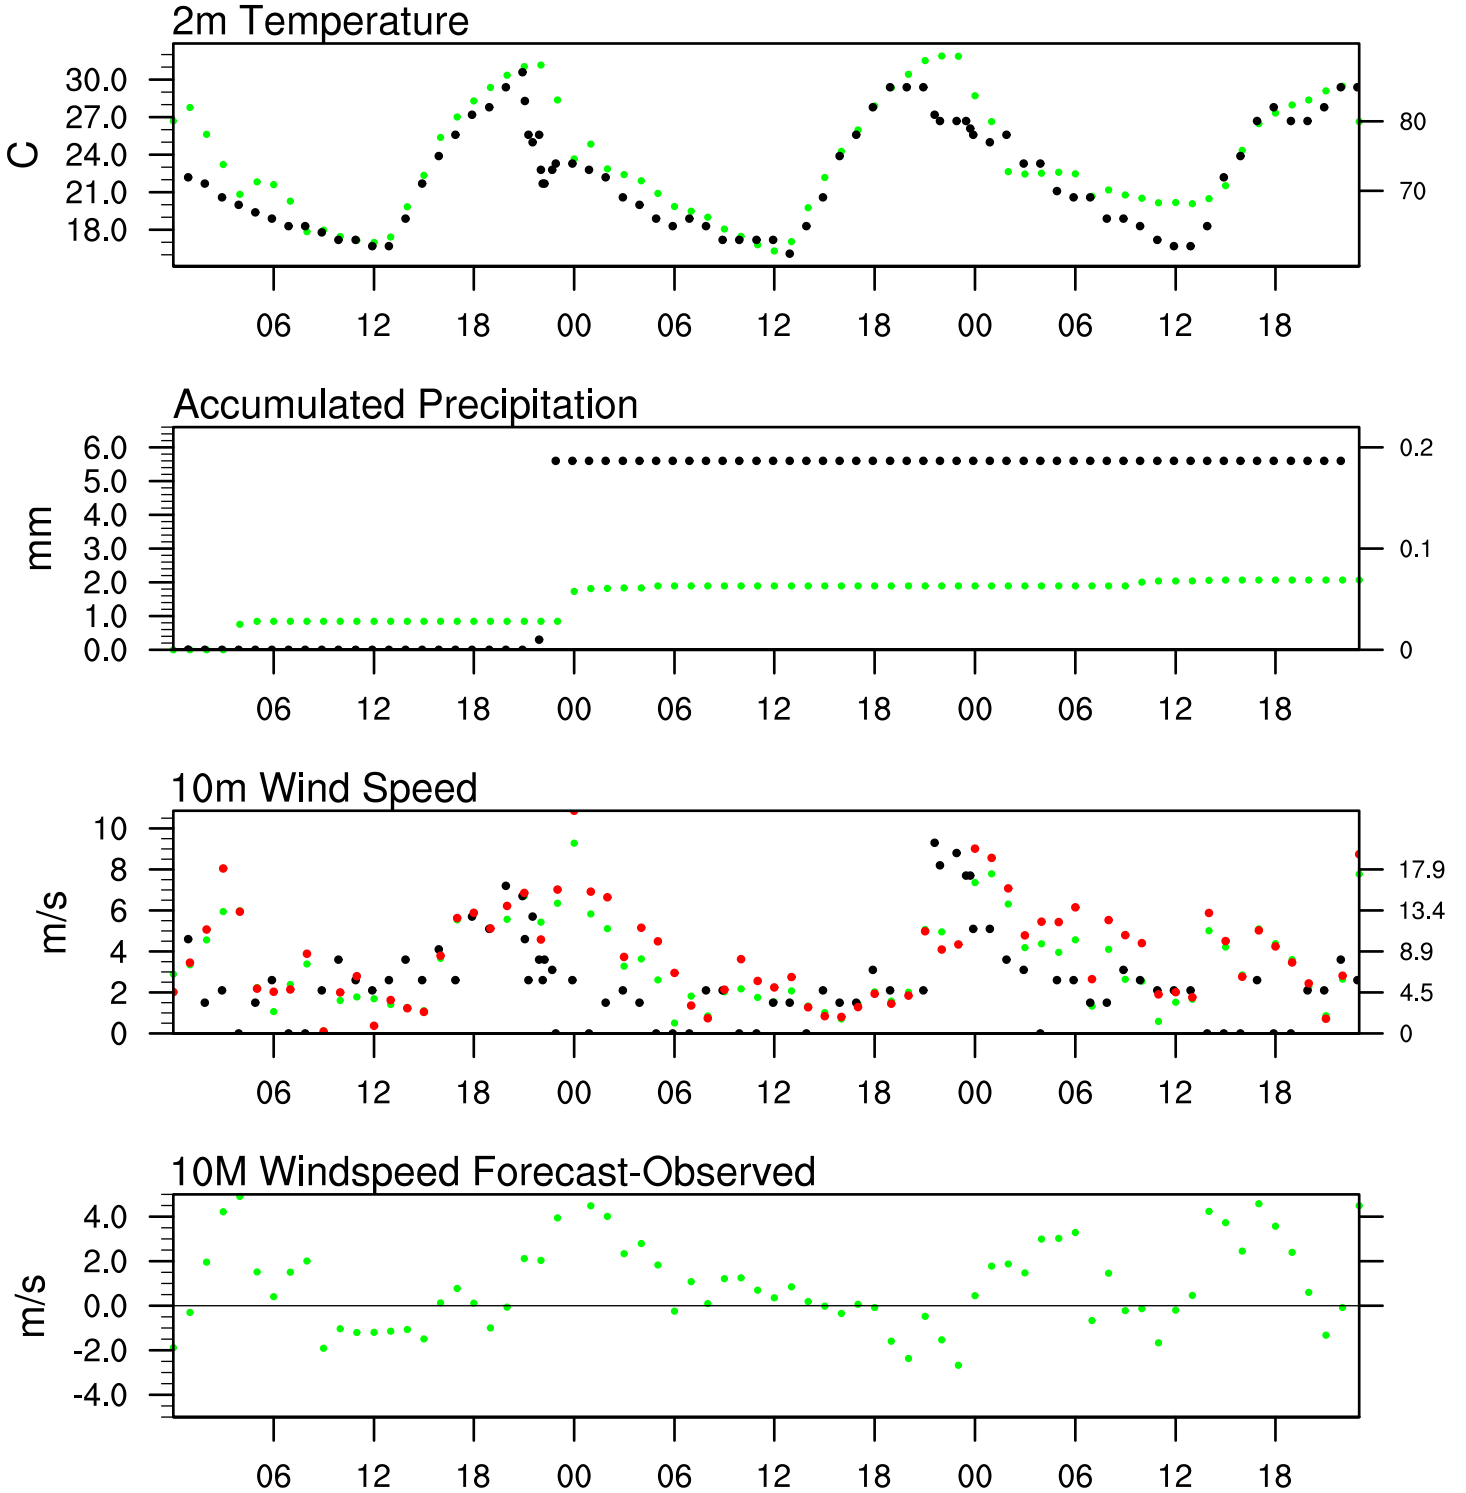 2m Temperature
C
30.0
27.0
24.0
21.0
18.0
80
70
06 12 18 00 06 12 18 00 06 12 18
Accumulated Precipitation
mm
6.0
5.0
4.0
3.0
2.0
1.0
0.0
0.2
0.1
0
06 12 18 00 06 12 18 00 06 12 18
10m Wind Speed
m/s
10
8
6
4
2
0
17.9
13.4
8.9
4.5
0
06 12 18 00 06 12 18 00 06 12 18
10M Windspeed Forecast-Observed
m/s
4.0
2.0
0.0
-2.0
-4.0
06 12 18 00 06 12 18 00 06 12 18